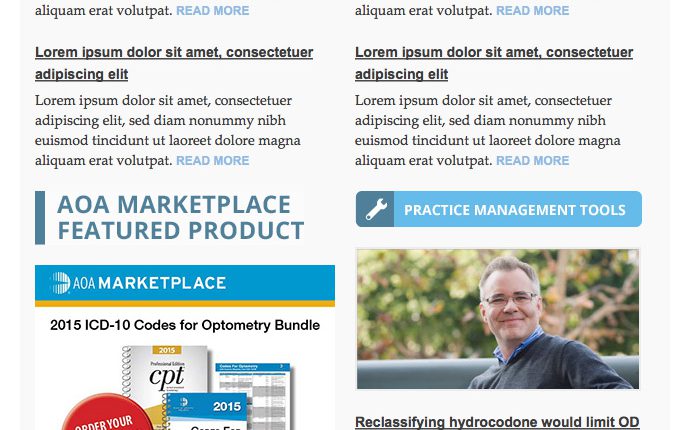 aliquam erat volutpat. READ MORE
Lorem ipsum dolor sit amet, consectetuer
adipiscing elit
Lorem ipsum dolor sit amet, consectetuer
adipiscing elit, sed diam nonummy nibh
euismod tincidunt ut laoreet dolore magna
aliquam erat volutpat. READ MORE
AOA MARKETPLACE
FEATURED PRODUCT
AOA MARKETPLACE
2015 ICD-10 Codes for Optometry Bundle
2015
Professional Edition
cpt
Codes for Optometry
2015
Codes For
ORDER YOUR
aliquam erat volutpat. READ MORE
Lorem ipsum dolor sit amet, consectetuer
adipiscing elit
Lorem ipsum dolor sit amet, consectetuer
adipiscing elit, sed diam nonummy nibh
euismod tincidunt ut laoreet dolore magna
aliquam erat volutpat. READ MORE
PRACTICE MANAGEMENT TOOLS
Reclassifying hydrocodone would limit OD